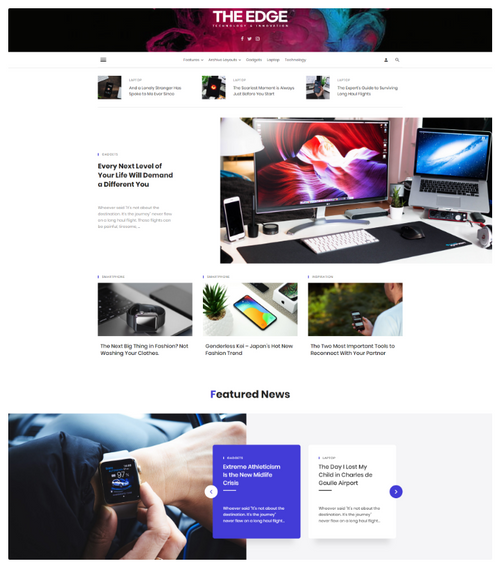 THE EDGE
TECHNOLOGY & INNOVATION
Features
Archive Layouts
Gadgets
Laptop
Technology
LAPTOP
And a Lonely Stranger Has
Spoke to Me Ever Since
LAPTOP
The Scariest Moment Is Always
Just Before You Start
LAPTOP
The Expert's Guide to Surviving
Long Haul Flights
GADGETS
Every Next Level of
Your Life Will Demand
a Different You
Whoever said "It's not about the
destination. It's the journey" never flew
on a long haul flight. Those flights can
be painful, tiresome,...
SMARTPHONE
The Next Big Thing in Fashion? Not
Washing Your Clothes.
SMARTPHONE
Genderless Kei – Japan's Hot New
Fashion Trend
INSPIRATION
The Two Most Important Tools to
Reconnect With Your Partner
Featured News
GADGETS
Extreme Athleticism
Is the New Midlife
Crisis
Whoever said "It's not about the
destination. It's the journey"
never flew on a long haul flight...
LAPTOP
The Day I Lost My
Child in Charles de
Gaulle Airport
Whoever said "It's not about the
destination. It's the journey"
never flew on a long haul flight...